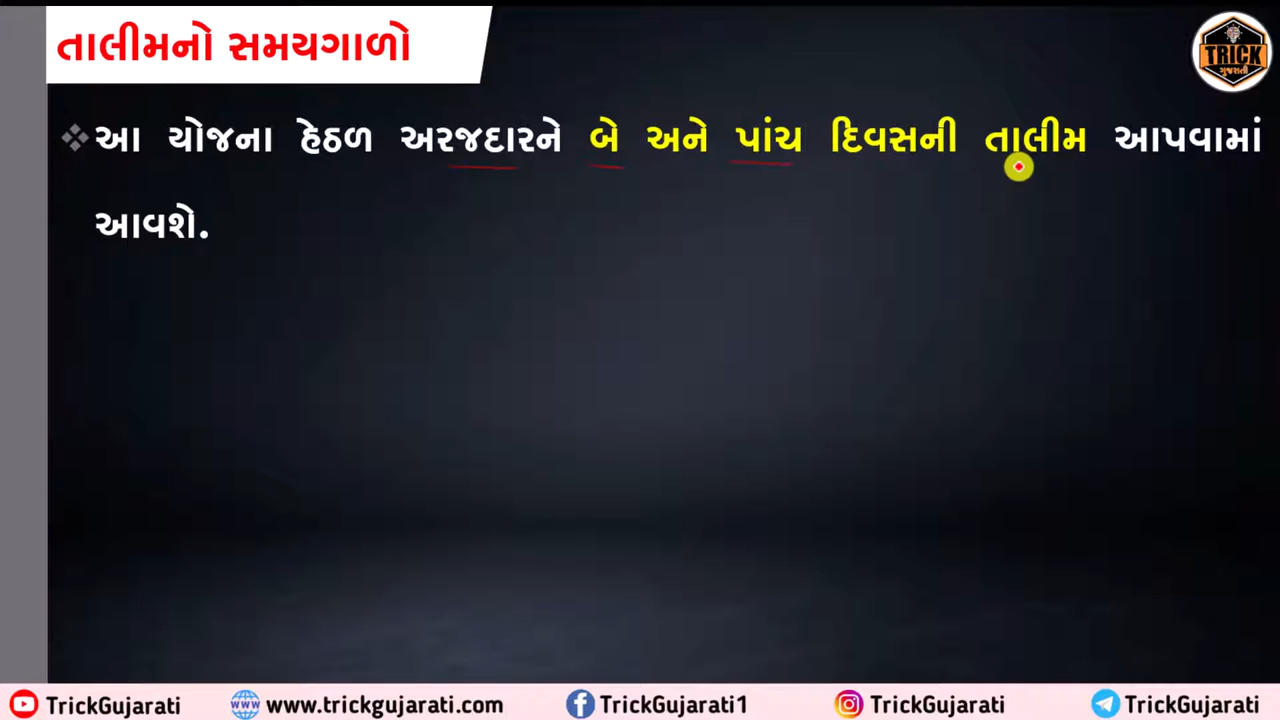 તાલીમનો સમયગાળો
TRICK
ગુજરાતી
❖ આ યોજના હેઠળ અરજદારને બે અને પાંચ દિવસની તાલીમ આપવામાં
આવશે.
TrickGujarati www.trickgujarati.com TrickGujarati1 TrickGujarati TrickGujarati